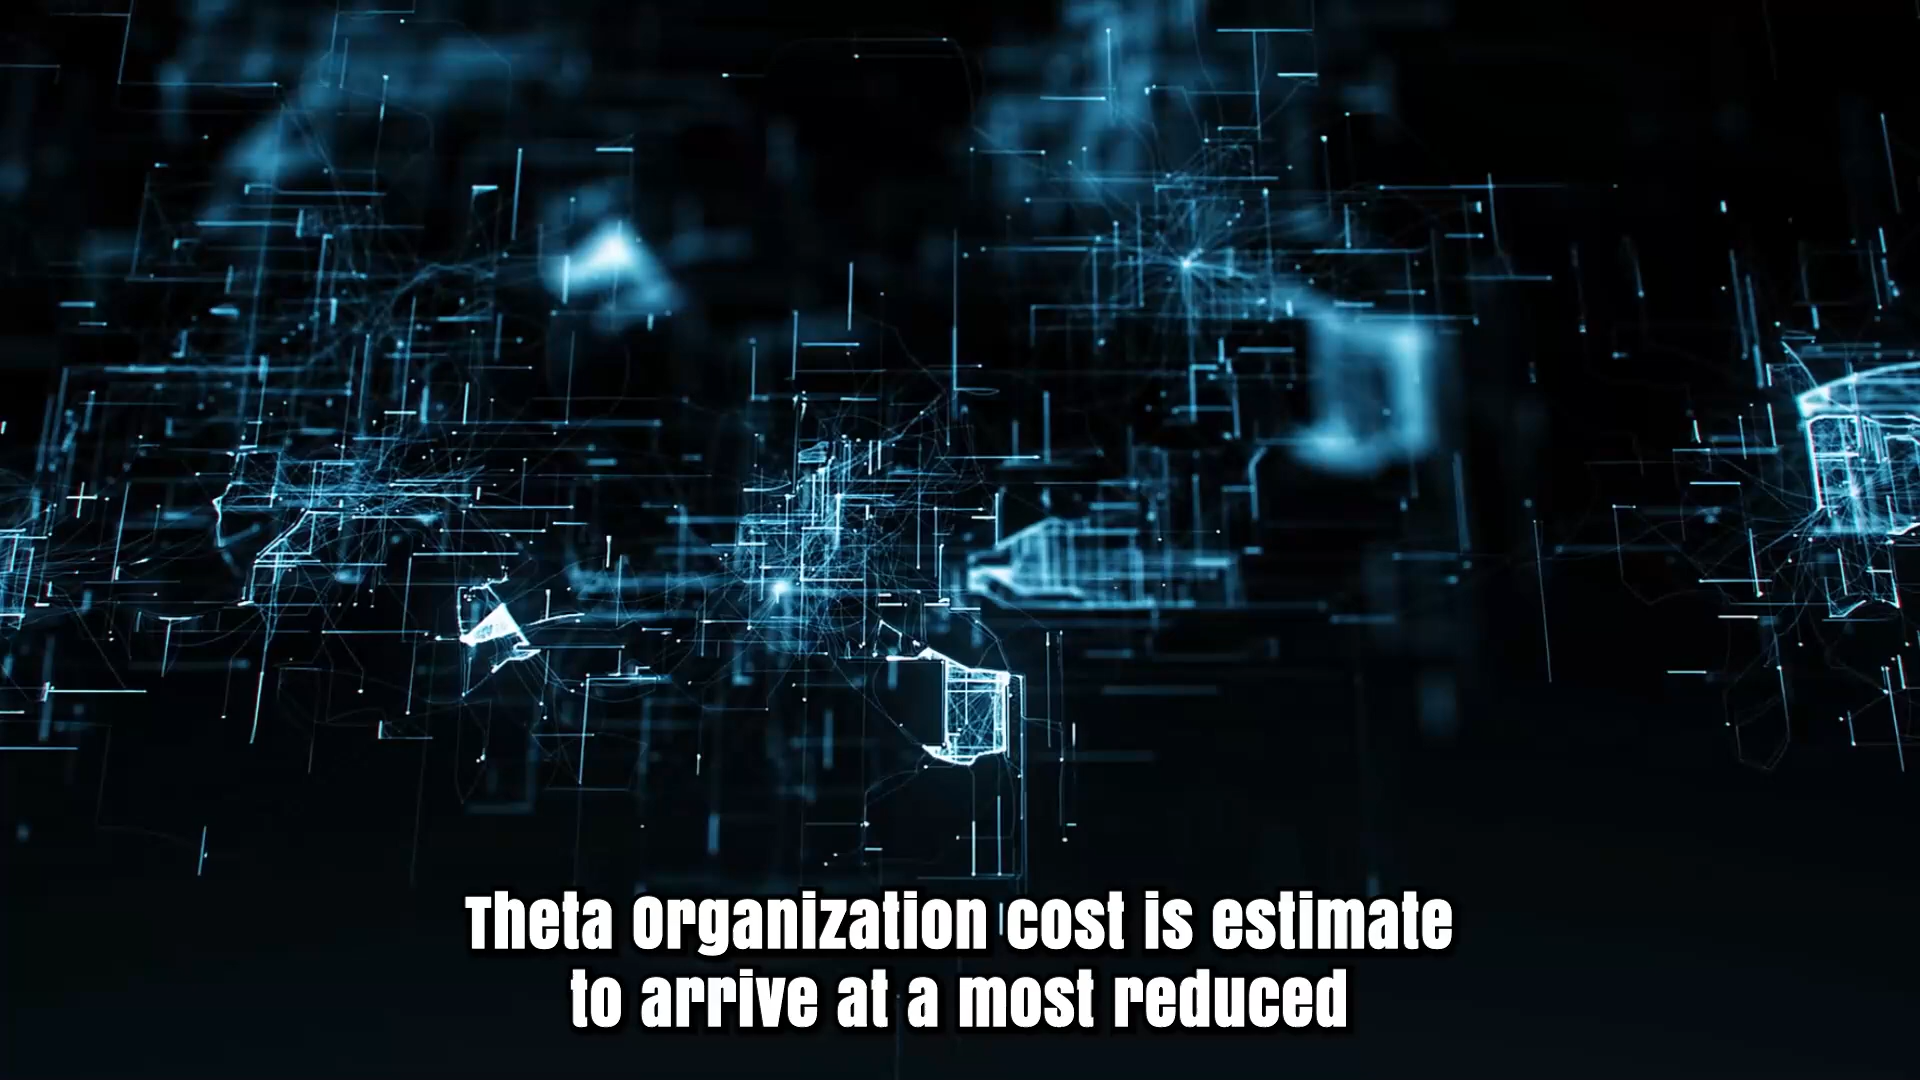 Theta Organization cost is estimate
to arrive at a most reduced